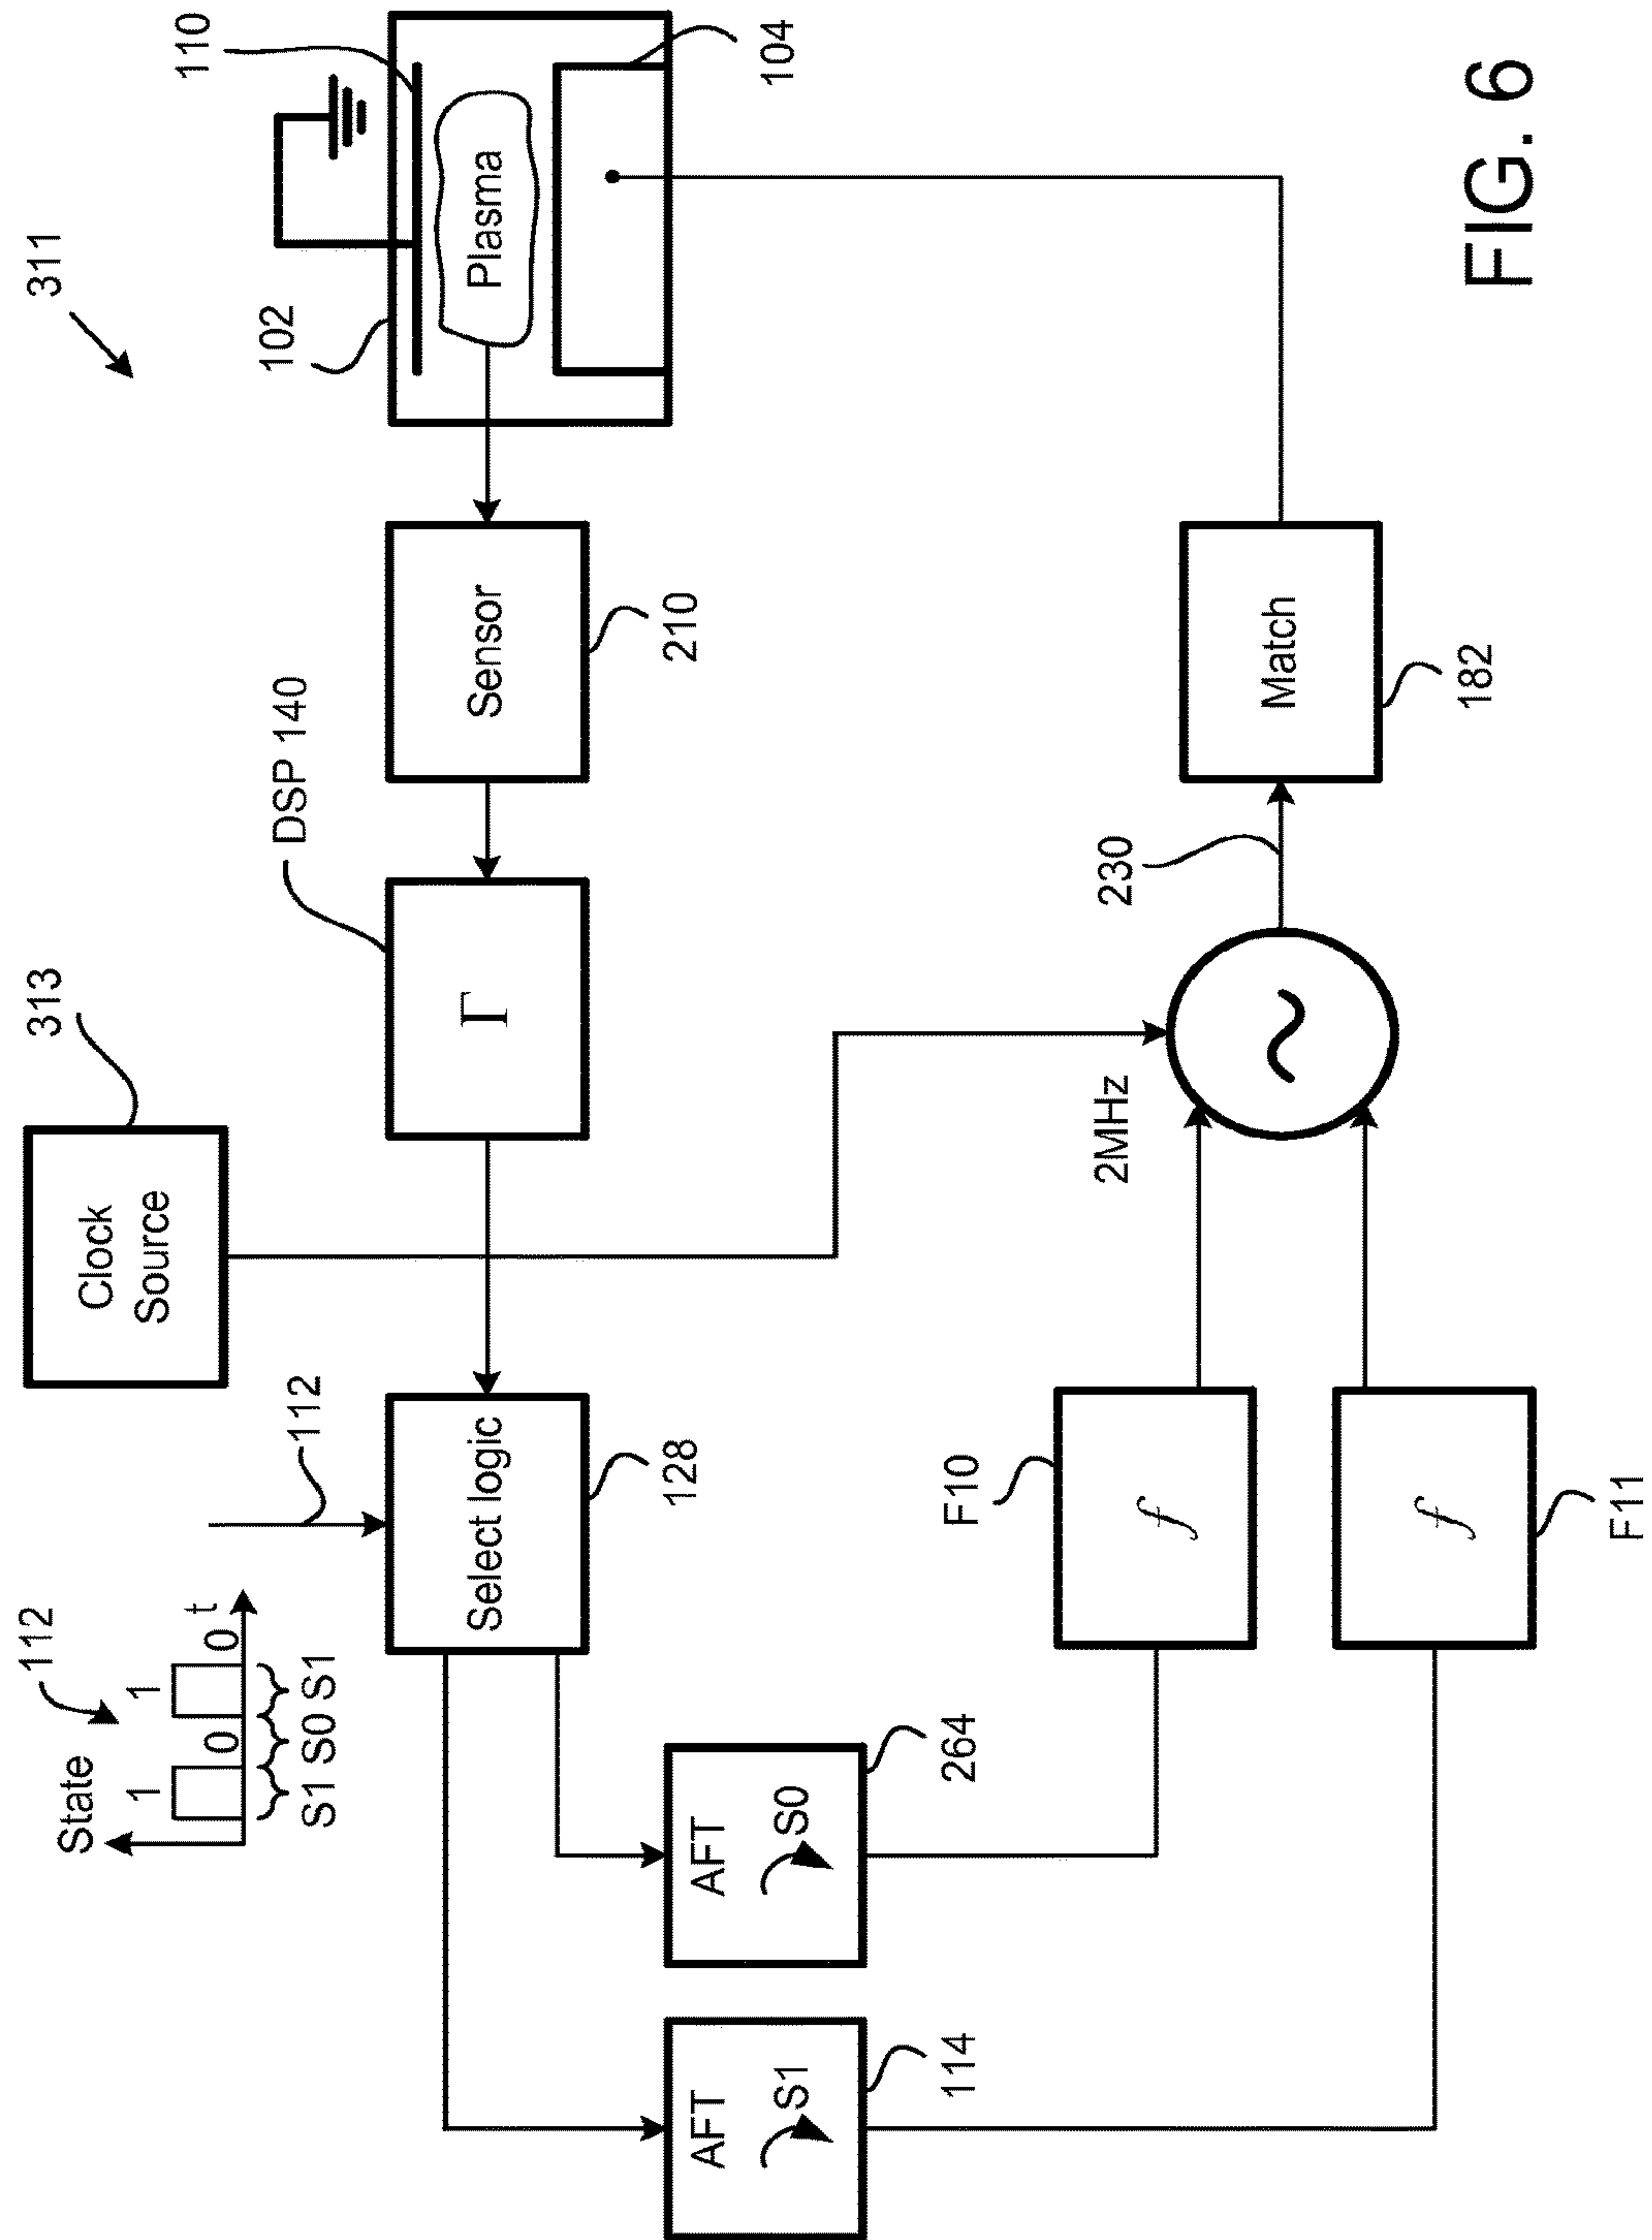 311
313
112
State
1
1
0
0
t
S1 S0 S1
112
Clock
Source
DSP 140
102
110
Select logic
128
Γ
Sensor
210
Plasma
104
AFT
S1
114
AFT
S0
264
F10
f
F11
f
2MHz
~
230
Match
182
FIG. 6